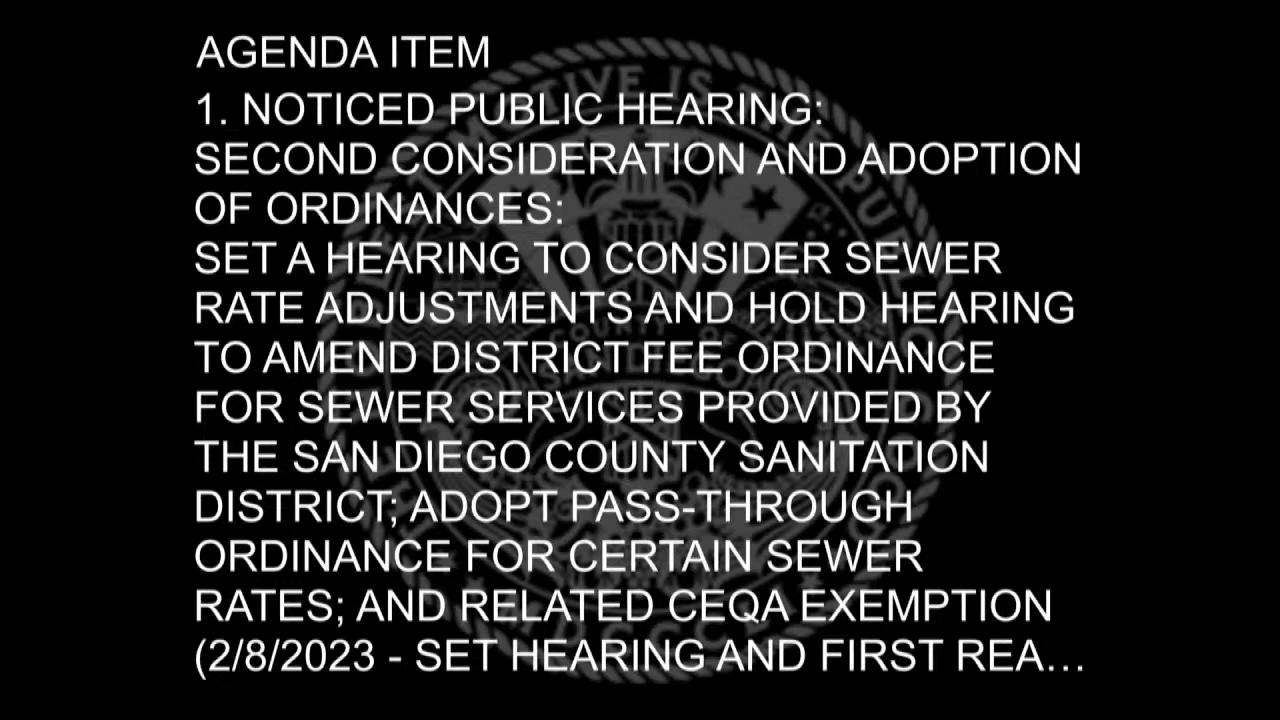 AGENDA ITEM
1. NOTICED PUBLIC HEARING:
SECOND CONSIDERATION AND ADOPTION
OF ORDINANCES:
SET A HEARING TO CONSIDER SEWER
RATE ADJUSTMENTS AND HOLD HEARING
TO AMEND DISTRICT FEE ORDINANCE
FOR SEWER SERVICES PROVIDED BY
THE SAN DIEGO COUNTY SANITATION
DISTRICT; ADOPT PASS-THROUGH
ORDINANCE FOR CERTAIN SEWER
RATES; AND RELATED CEQA EXEMPTION
(2/8/2023 - SET HEARING AND FIRST REA…